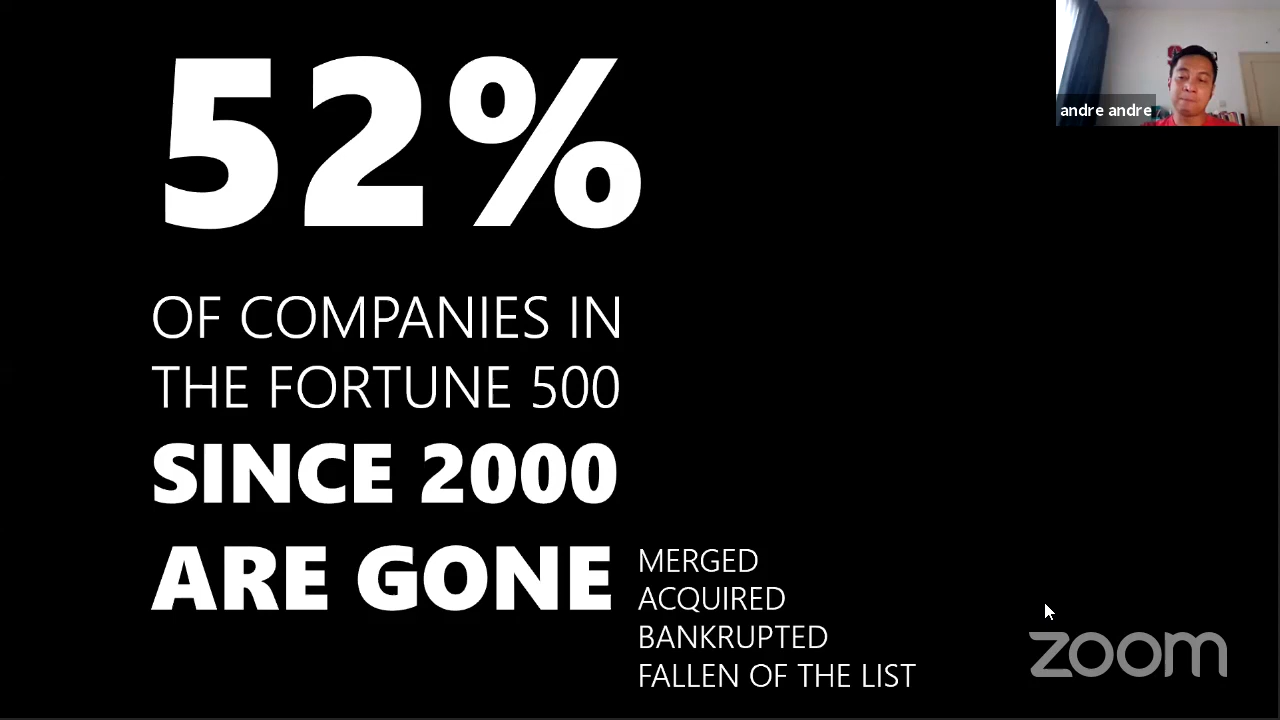 52%
OF COMPANIES IN
THE FORTUNE 500
SINCE 2000
ARE GONE
MERGED
ACQUIRED
BANKRUPTED
FALLEN OF THE LIST
andre andre
zoom